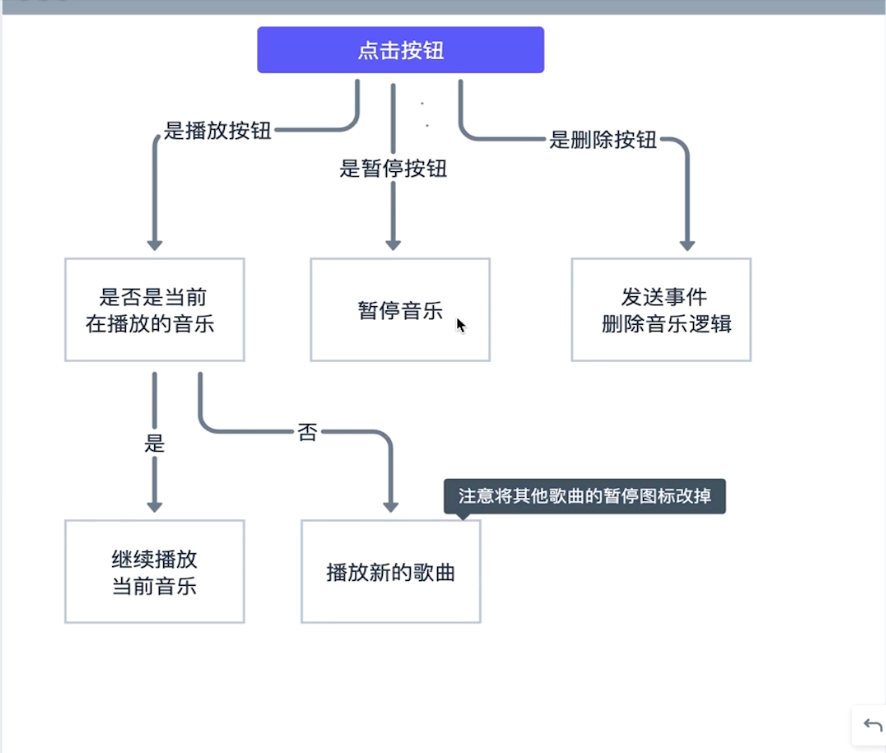 点击按钮
是播放按钮
是暂停按钮
是删除按钮
是否是当前
在播放的音乐
暂停音乐
发送事件
删除音乐逻辑
是
否
注意将其他歌曲的暂停图标改掉
继续播放
当前音乐
播放新的歌曲